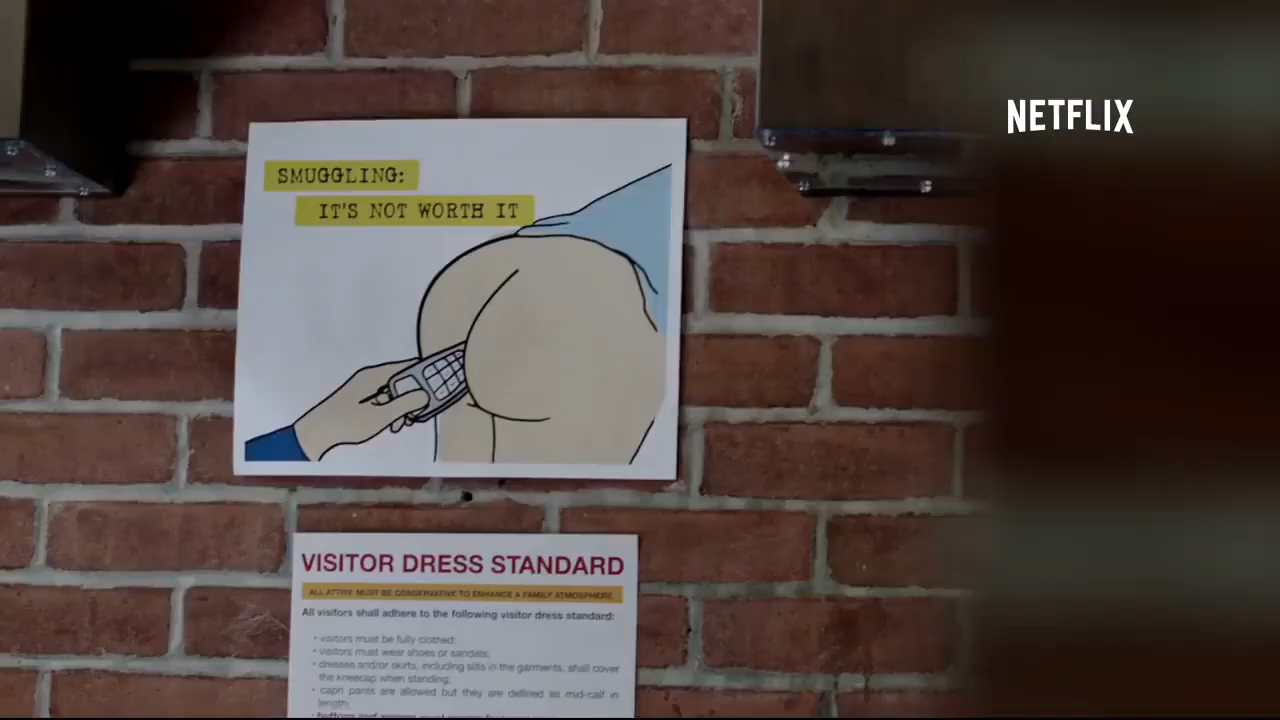 NETFLIX
SMUGGLING:
IT'S NOT WORTH IT
VISITOR DRESS STANDARD
ALL ATTIRE MUST BE CONSERVATIVE TO ENHANCE A FAMILY ATMOSPHERE
All visitors shall adhere to the following visitor dress standard:
• visitors must be fully clothed;
• visitors must wear shoes or sandals;
• dresses and/or skirts, including slits in the garments, shall cover
the kneecap when standing;
• capri pants are allowed but they are defined as mid-calf in
length;